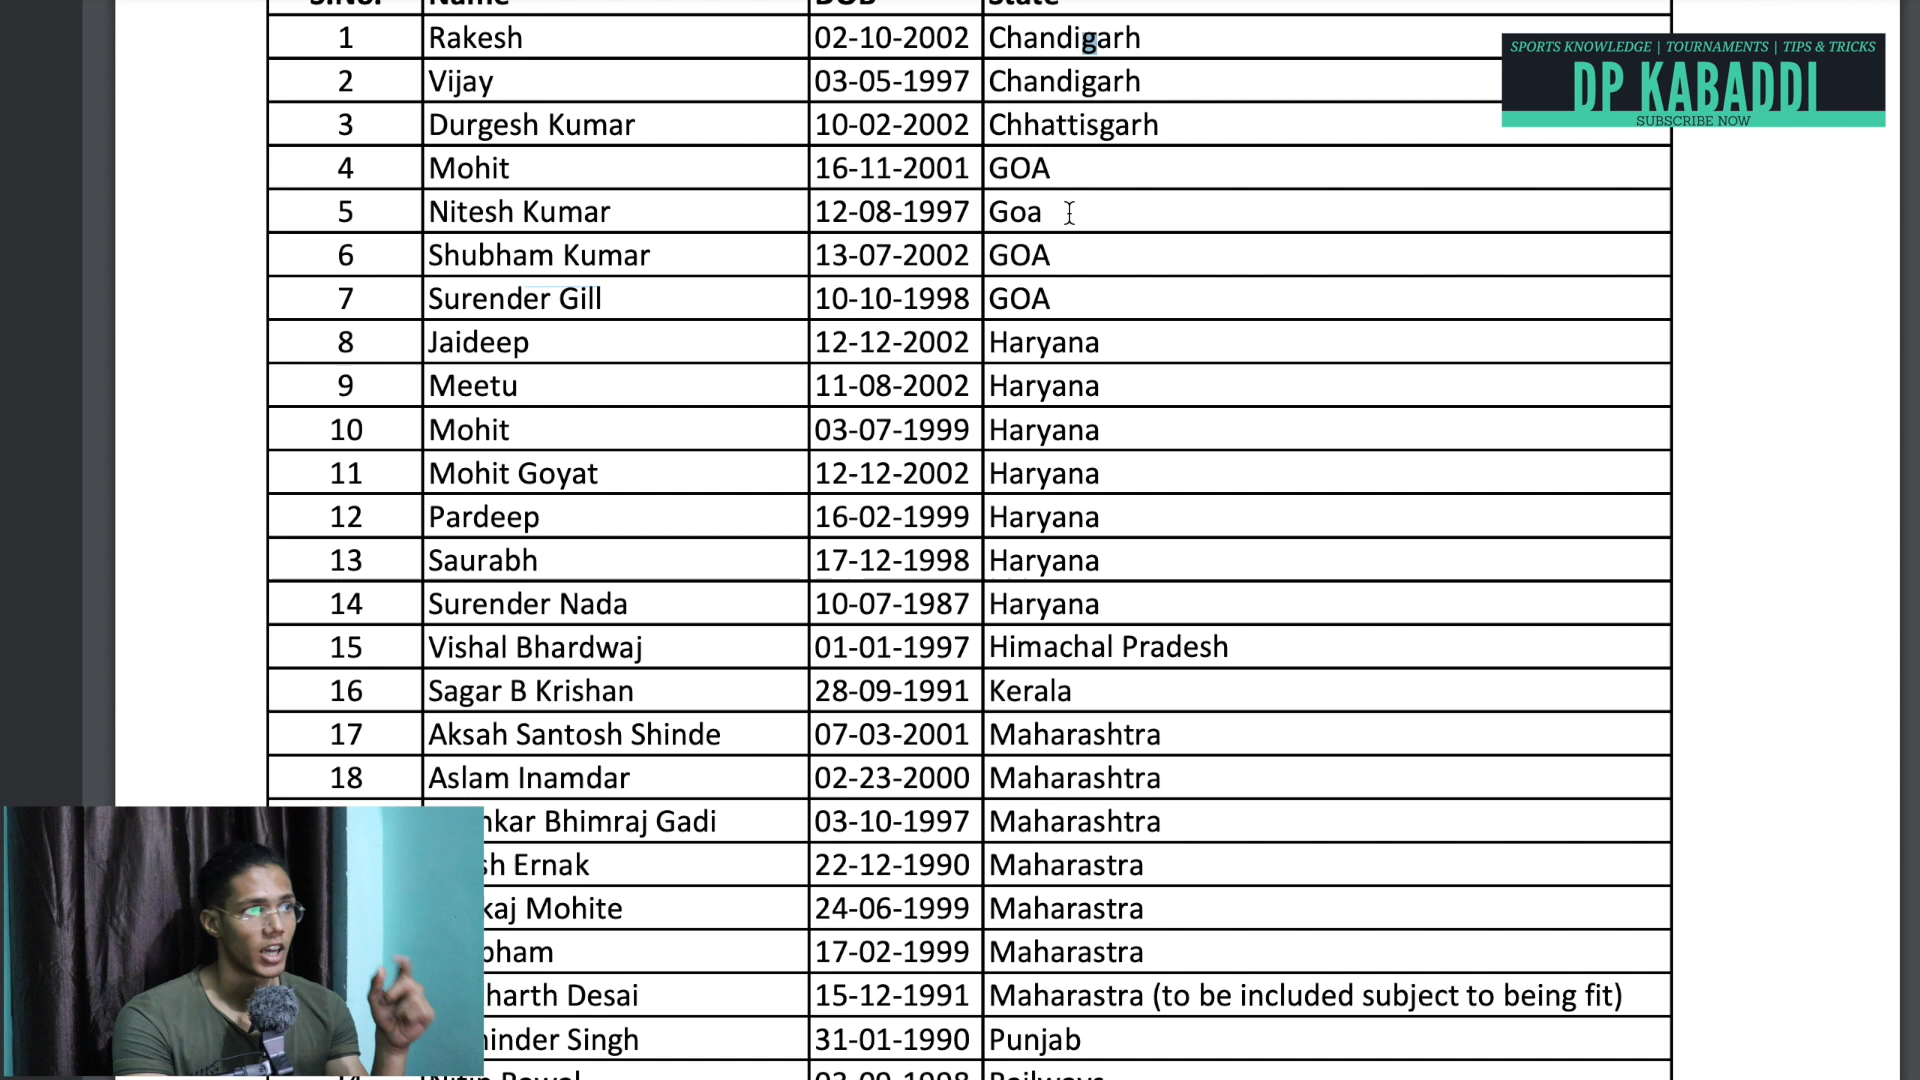 1 Rakesh 02-10-2002 Chandigarh
SPORTS KNOWLEDGE | TOURNAMENTS | TIPS & TRICKS
DP KABADDI
SUBSCRIBE NOW
2 Vijay 03-05-1997 Chandigarh
3 Durgesh Kumar 10-02-2002 Chhattisgarh
4 Mohit 16-11-2001 GOA
5 Nitesh Kumar 12-08-1997 Goa
6 Shubham Kumar 13-07-2002 GOA
7 Surender Gill 10-10-1998 GOA
8 Jaideep 12-12-2002 Haryana
9 Meetu 11-08-2002 Haryana
10 Mohit 03-07-1999 Haryana
11 Mohit Goyat 12-12-2002 Haryana
12 Pardeep 16-02-1999 Haryana
13 Saurabh 17-12-1998 Haryana
14 Surender Nada 10-07-1987 Haryana
15 Vishal Bhardwaj 01-01-1997 Himachal Pradesh
16 Sagar B Krishan 28-09-1991 Kerala
17 Aksah Santosh Shinde 07-03-2001 Maharashtra
18 Aslam Inamdar 02-23-2000 Maharashtra
Bhimraj Gadi 03-10-1997 Maharashtra
Ernak 22-12-1990 Maharastra
Mohite 24-06-1999 Maharastra
17-02-1999 Maharastra
Desai 15-12-1991 Maharastra (to be included subject to being fit)
Singh 31-01-1990 Punjab